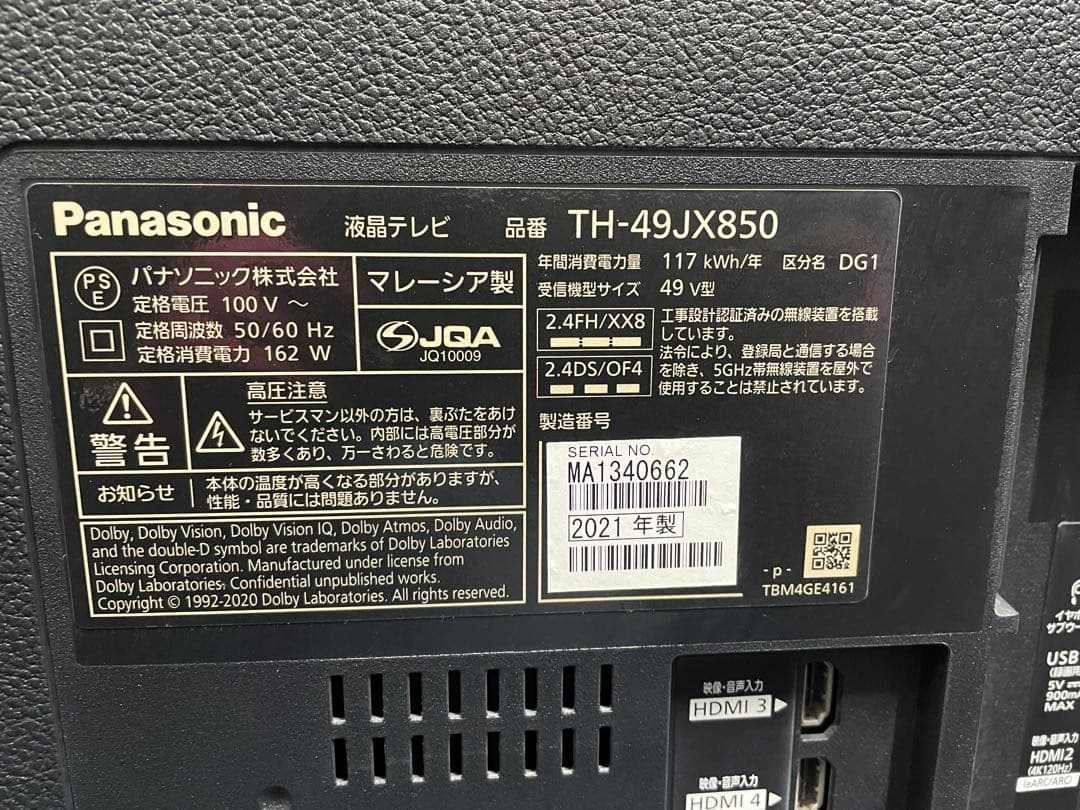 Panasonic 液晶テレビ 品番 TH-49JX850
PSE パナソニック株式会社
定格電圧 100 V ～
定格周波数 50/60 Hz
定格消費電力 162 W
マレーシア製
JQA
JQ10009
年間消費電力量 117 kWh/年 区分名 DG1
受信機型サイズ 49 V型
2.4FH/XX8
2.4DS/OF4
工事設計認証済みの無線装置を搭載
しています。
法令により、登録局と通信する場合
を除き、5GHz帯無線装置を屋外で
使用することは禁止されています。
警告
高圧注意
サービスマン以外の方は、裏ぶたをあけ
ないでください。内部には高電圧部分が
数多くあり、万一さわると危険です。
お知らせ
本体の温度が高くなる部分がありますが、
性能・品質には問題ありません。
Dolby, Dolby Vision, Dolby Vision IQ, Dolby Atmos, Dolby Audio,
and the double-D symbol are trademarks of Dolby Laboratories
Licensing Corporation. Manufactured under license from
Dolby Laboratories. Confidential unpublished works.
Copyright © 1992-2020 Dolby Laboratories. All rights reserved.
製造番号
SERIAL NO.
MA1340662
2021 年製
- p -
TBM4GE4161
映像・音声入力
HDMI 3
映像・音声入力
HDMI 4
USB
5V
900mA
MAX
映像・音声入力
HDMI2
(4K120Hz)